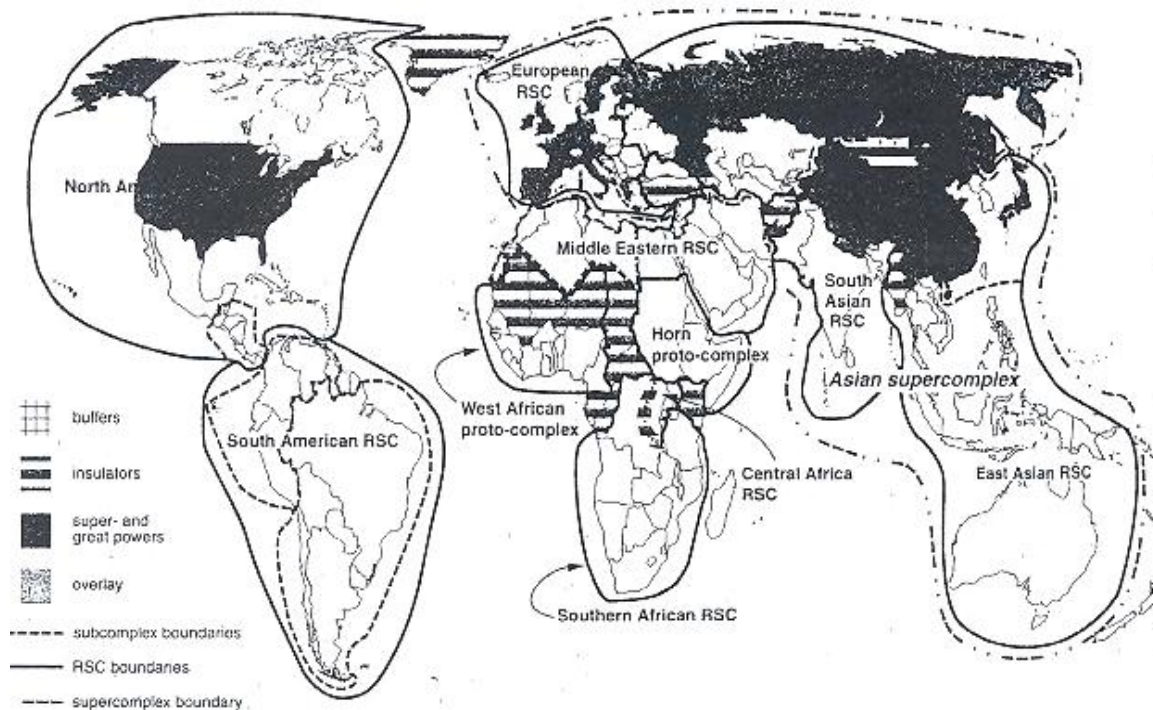 European
RSC
North Am
Middle Eastern RSC
South
Asian
RSC
Horn
proto-complex
Asian supercomplex
West African
proto-complex
South American RSC
Central Africa
RSC
East Asian RSC
Southern African RSC
buffers
insulators
super- and
great powers
overlay
subcomplex boundaries
RSC boundaries
supercomplex boundary